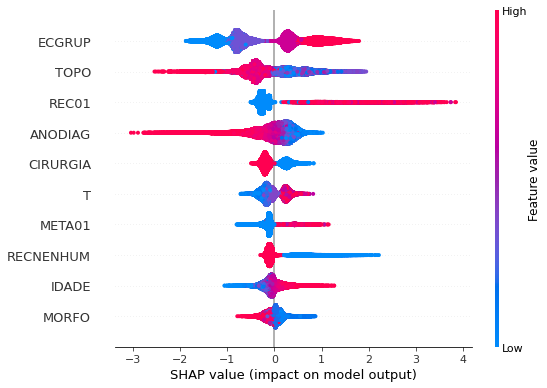 High
ECGRUP
TOPO
REC01
ANODIAG
CIRURGIA
T
META01
RECNENHUM
IDADE
MORFO
Feature value
Low
−3 −2 −1 0 1 2 3 4
SHAP value (impact on model output)